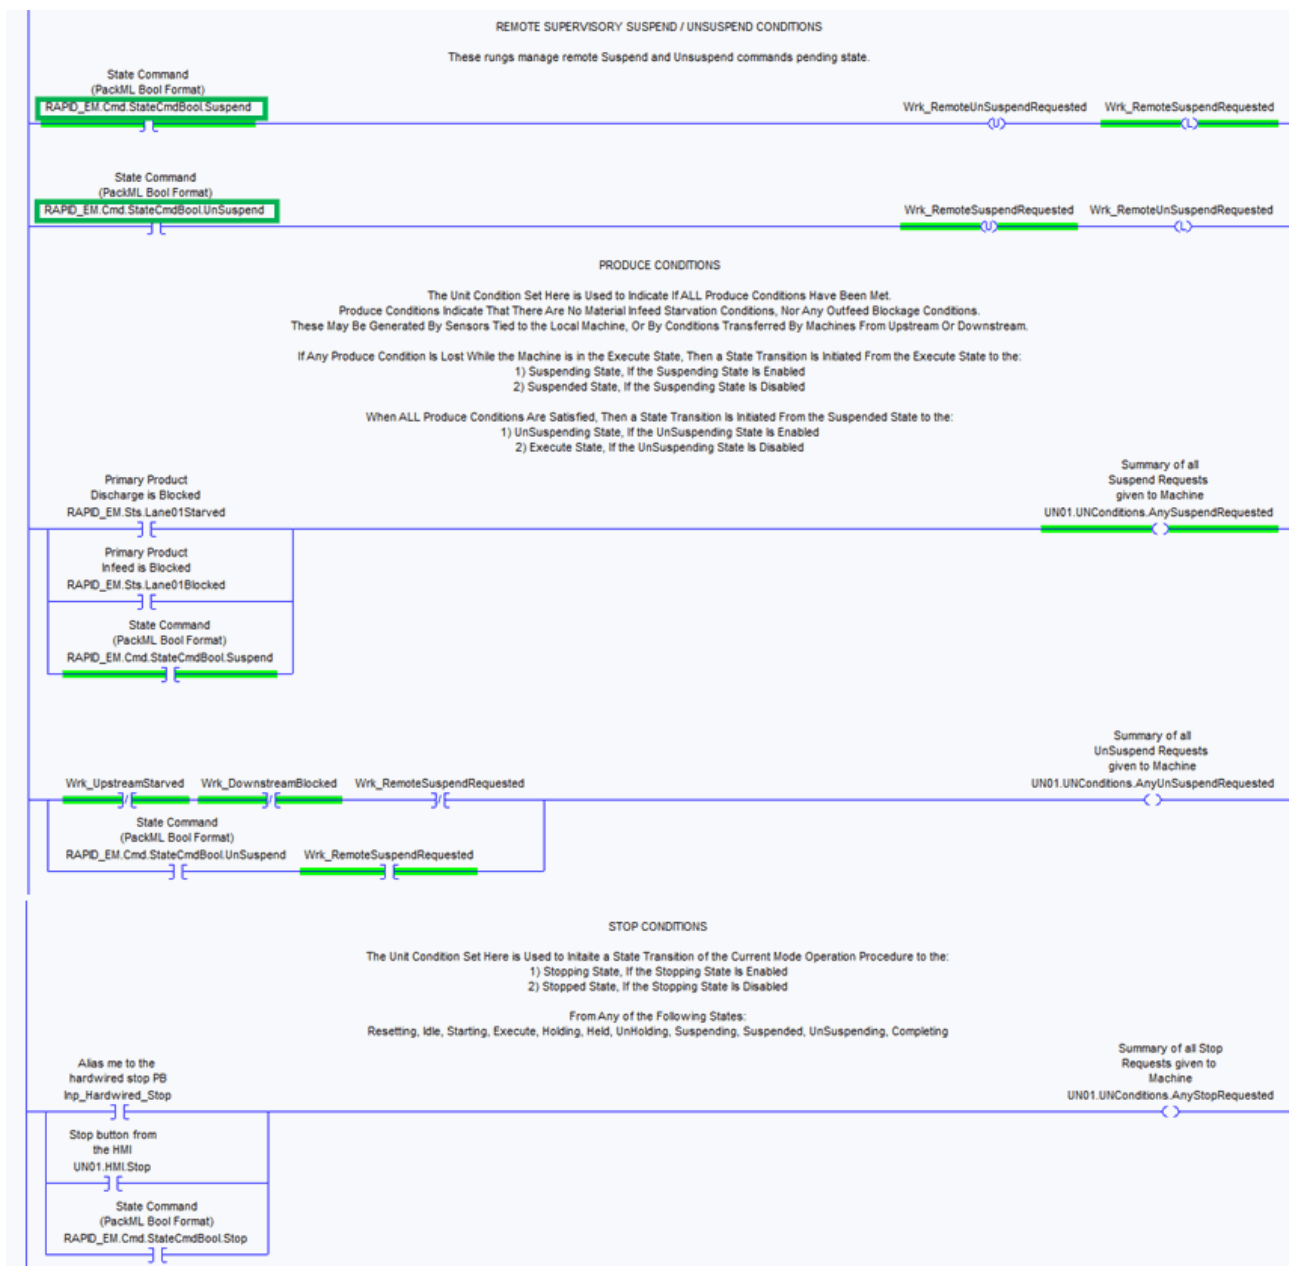 REMOTE SUPERVISORY SUSPEND / UNSUSPEND CONDITIONS
These rungs manage remote Suspend and Unsuspend commands pending state.
State Command
(PackML Bool Format)
RAPID_EM.Cmd.StateCmdBool.Suspend
Wrk_RemoteUnSuspendRequested
Wrk_RemoteSuspendRequested
U
L
State Command
(PackML Bool Format)
RAPID_EM.Cmd.StateCmdBool.UnSuspend
Wrk_RemoteSuspendRequested
Wrk_RemoteUnSuspendRequested
U
L
PRODUCE CONDITIONS
The Unit Condition Set Here is Used to Indicate If ALL Produce Conditions Have Been Met.
Produce Conditions Indicate That There Are No Material Infeed Starvation Conditions, Nor Any Outfeed Blockage Conditions.
These May Be Generated By Sensors Tied to the Local Machine, Or By Conditions Transferred By Machines From Upstream Or Downstream.
If Any Produce Condition Is Lost While the Machine is in the Execute State, Then a State Transition Is Initiated From the Execute State to the:
1) Suspending State, If the Suspending State Is Enabled
2) Suspended State, If the Suspending State Is Disabled
When ALL Produce Conditions Are Satisfied, Then a State Transition Is Initiated From the Suspended State to the:
1) UnSuspending State, If the UnSuspending State Is Enabled
2) Execute State, If the UnSuspending State Is Disabled
Primary Product
Discharge is Blocked
RAPID_EM.Sts.Lane01Starved
Summary of all
Suspend Requests
given to Machine
UN01.UNConditions.AnySuspendRequested
Primary Product
Infeed is Blocked
RAPID_EM.Sts.Lane01Blocked
State Command
(PackML Bool Format)
RAPID_EM.Cmd.StateCmdBool.Suspend
Summary of all
UnSuspend Requests
given to Machine
UN01.UNConditions.AnyUnSuspendRequested
Wrk_UpstreamStarved
Wrk_DownstreamBlocked
Wrk_RemoteSuspendRequested
State Command
(PackML Bool Format)
RAPID_EM.Cmd.StateCmdBool.UnSuspend
Wrk_RemoteSuspendRequested
STOP CONDITIONS
The Unit Condition Set Here is Used to Initaite a State Transition of the Current Mode Operation Procedure to the:
1) Stopping State, If the Stopping State Is Enabled
2) Stopped State, If the Stopping State Is Disabled
From Any of the Following States:
Resetting, Idle, Starting, Execute, Holding, Held, UnHolding, Suspending, Suspended, UnSuspending, Completing
Alias me to the
hardwired stop PB
Inp_Hardwired_Stop
Summary of all Stop
Requests given to
Machine
UN01.UNConditions.AnyStopRequested
Stop button from
the HMI
UN01.HMI.Stop
State Command
(PackML Bool Format)
RAPID_EM.Cmd.StateCmdBool.Stop